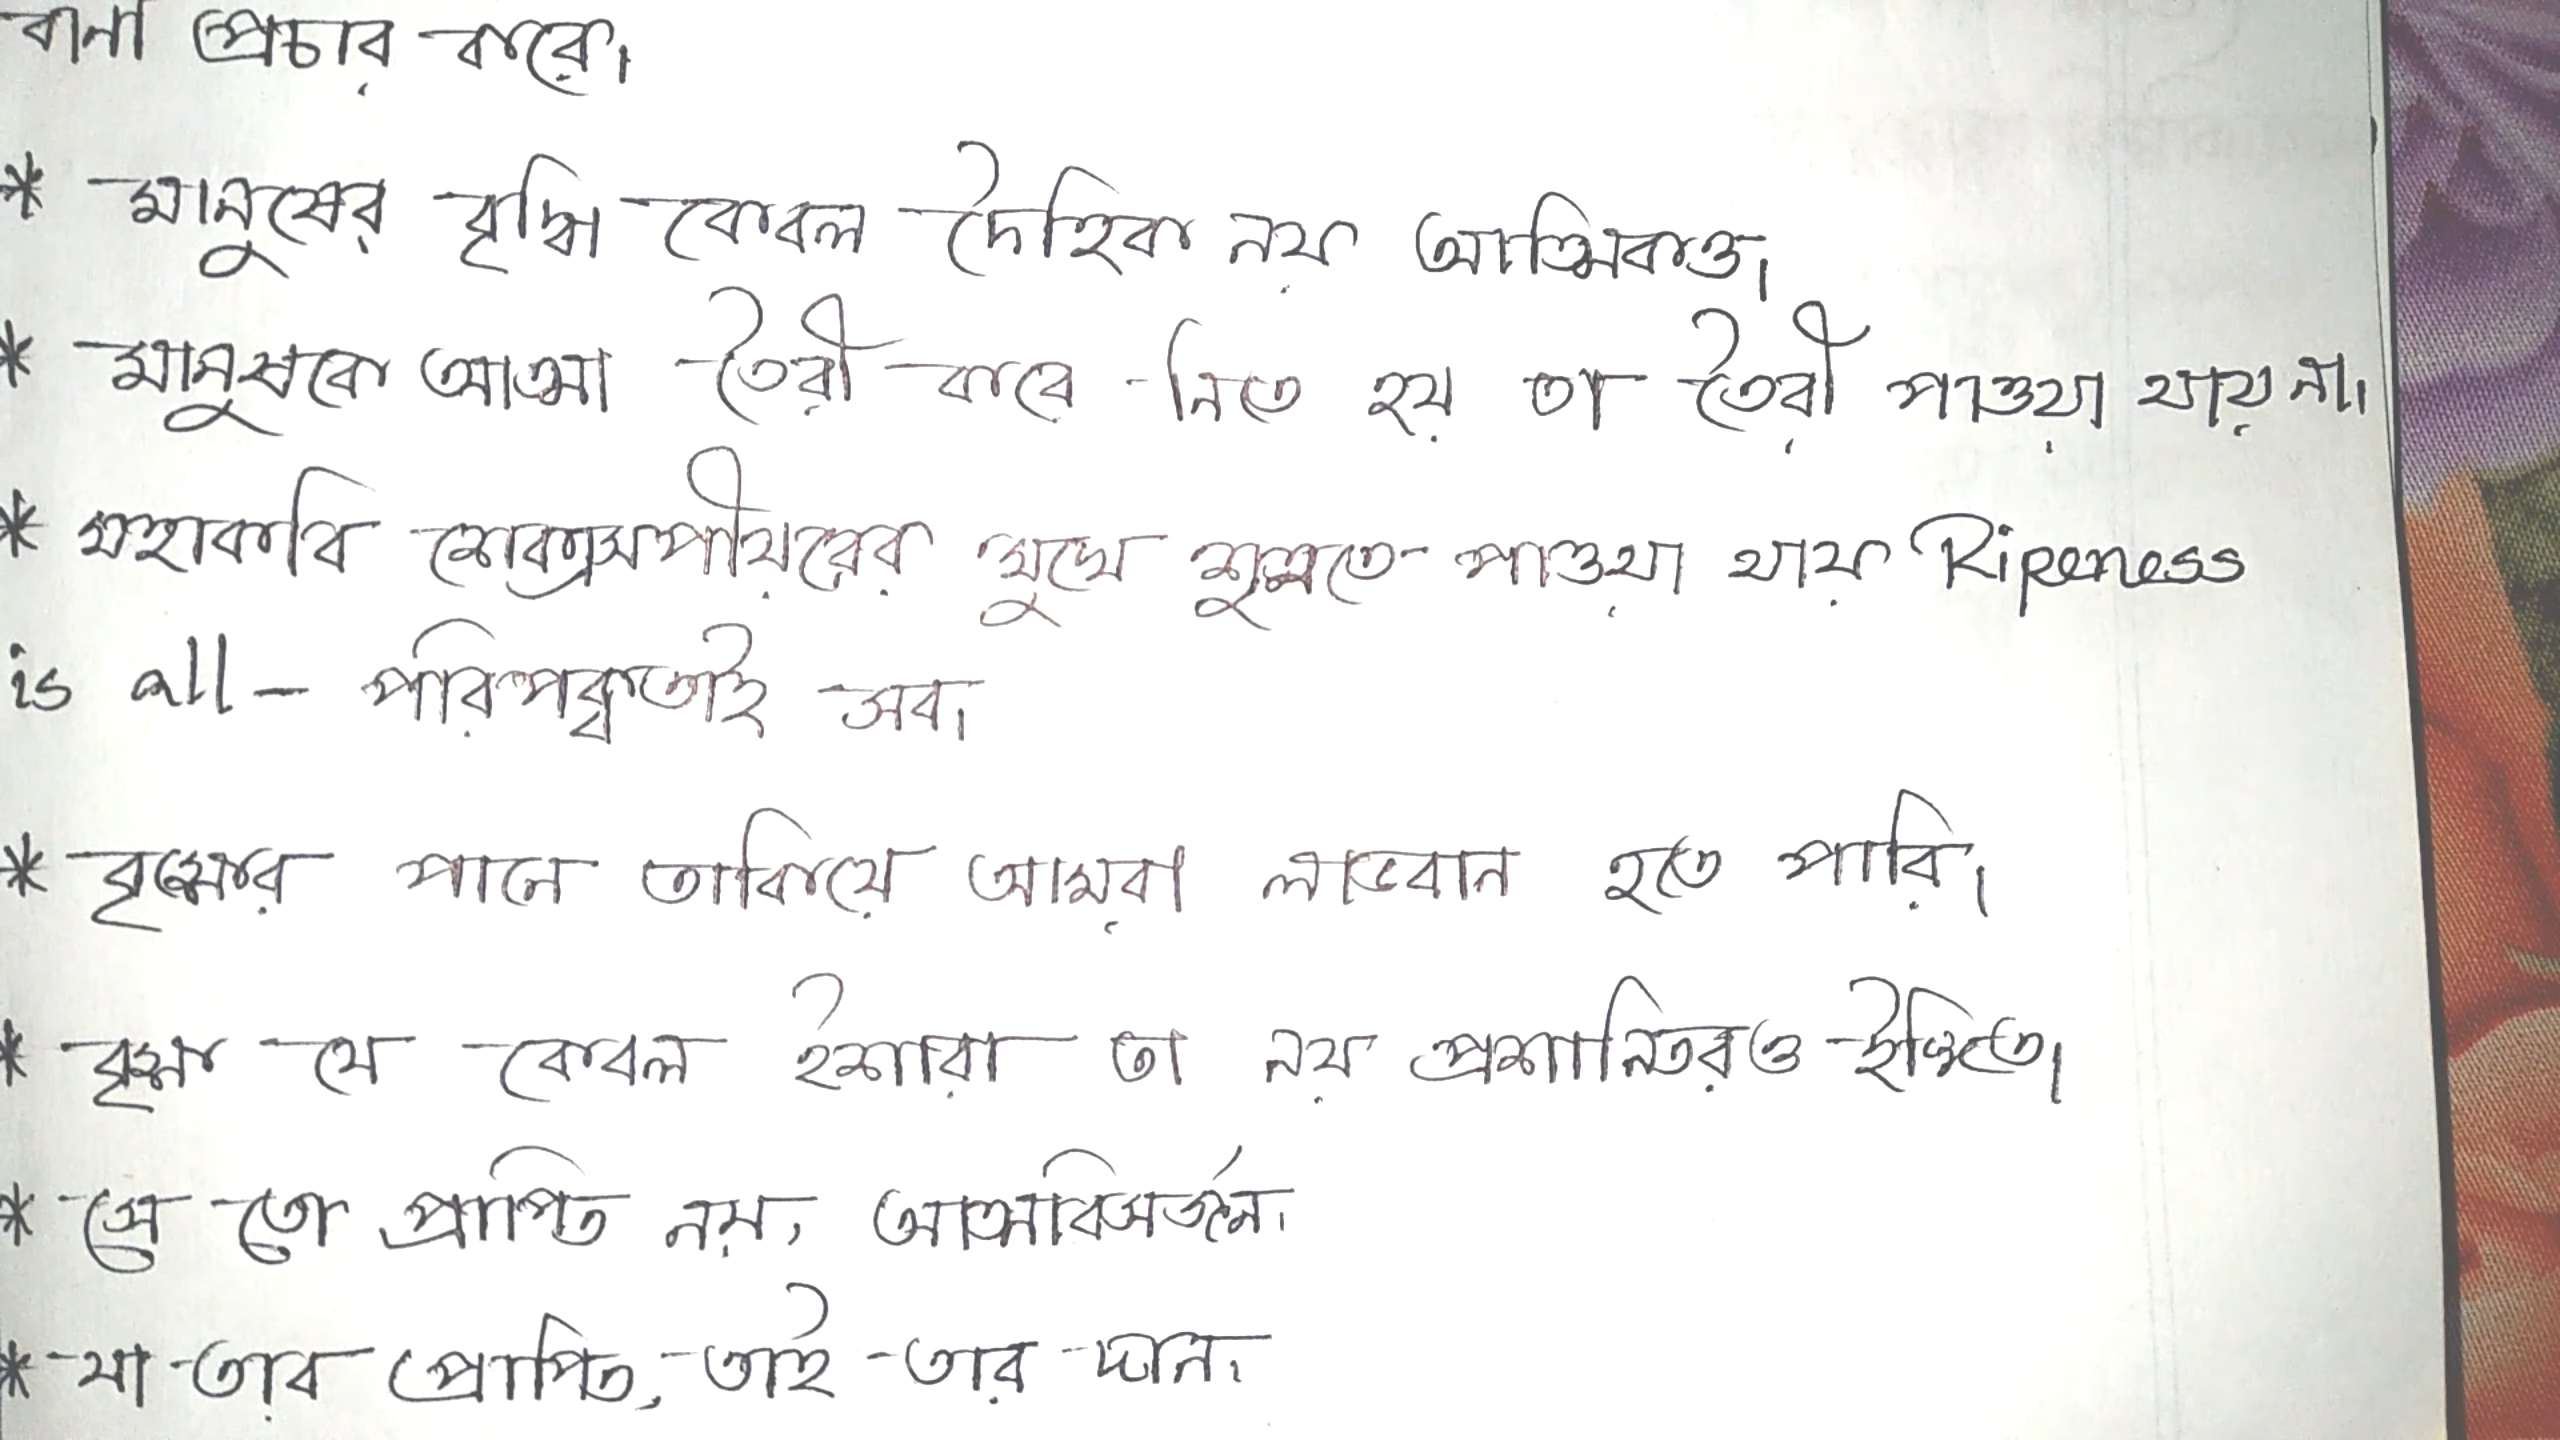 বানী প্রচার করে।
* মানুষের বৃদ্ধি কেবল দৈহিক নয় আত্মিকও।
* মানুষকে আত্মা তৈরী করে নিতে হয় তা তৈরী পাওয়া যায় না।
* মহাকবি শেক্সপীয়রের মুখে শুনতে পাওয়া যায় Ripeness
is all – পরিপক্বতাই সব।
* বৃক্ষের পানে তাকিয়ে আমরা লাভবান হতে পারি।
* বৃক্ষ যে কেবল ইশারা তা নয় প্রশান্তিরও ইঙ্গিত।
* সে তো প্রাপ্তি নয়, আত্মবিসর্জন।
* যা তার প্রাপ্তি, তাই তার দান।